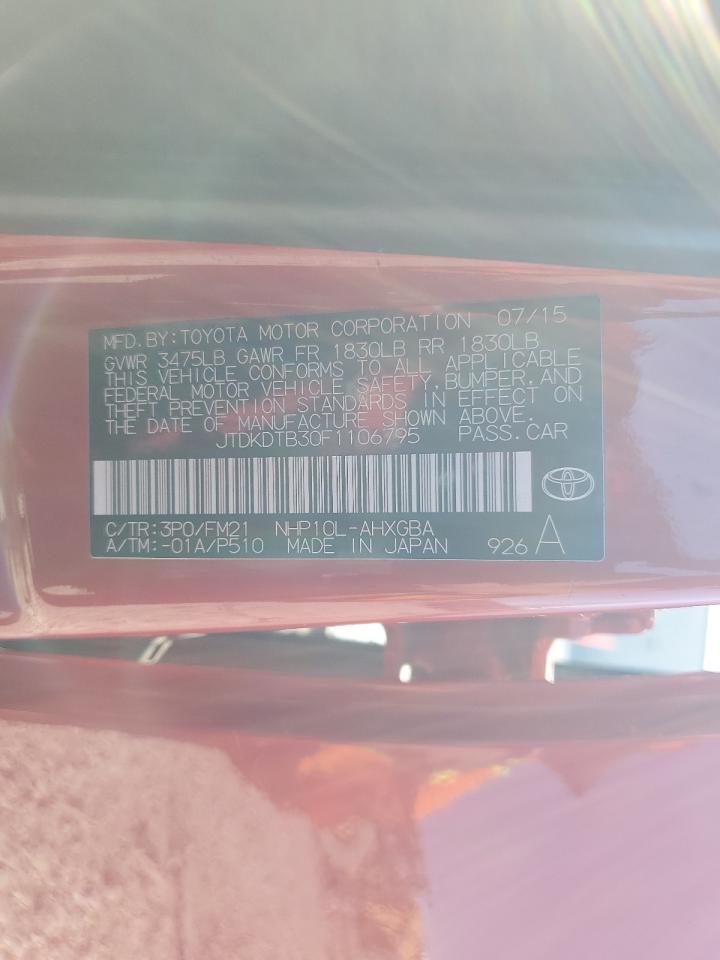 MFD. BY: TOYOTA MOTOR CORPORATION 07/15
GVWR 3475LB GAWR FR 1830LB RR 1830LB
THIS VEHICLE CONFORMS TO ALL APPLICABLE
FEDERAL MOTOR VEHICLE SAFETY, BUMPER, AND
THEFT PREVENTION STANDARDS IN EFFECT ON
THE DATE OF MANUFACTURE SHOWN ABOVE.
JTDKDTB30F1106795 PASS. CAR
C/TR: 3P0/FM21 NHP10L-AHXGBA
A/TM: -01A/P510 MADE IN JAPAN 926 A